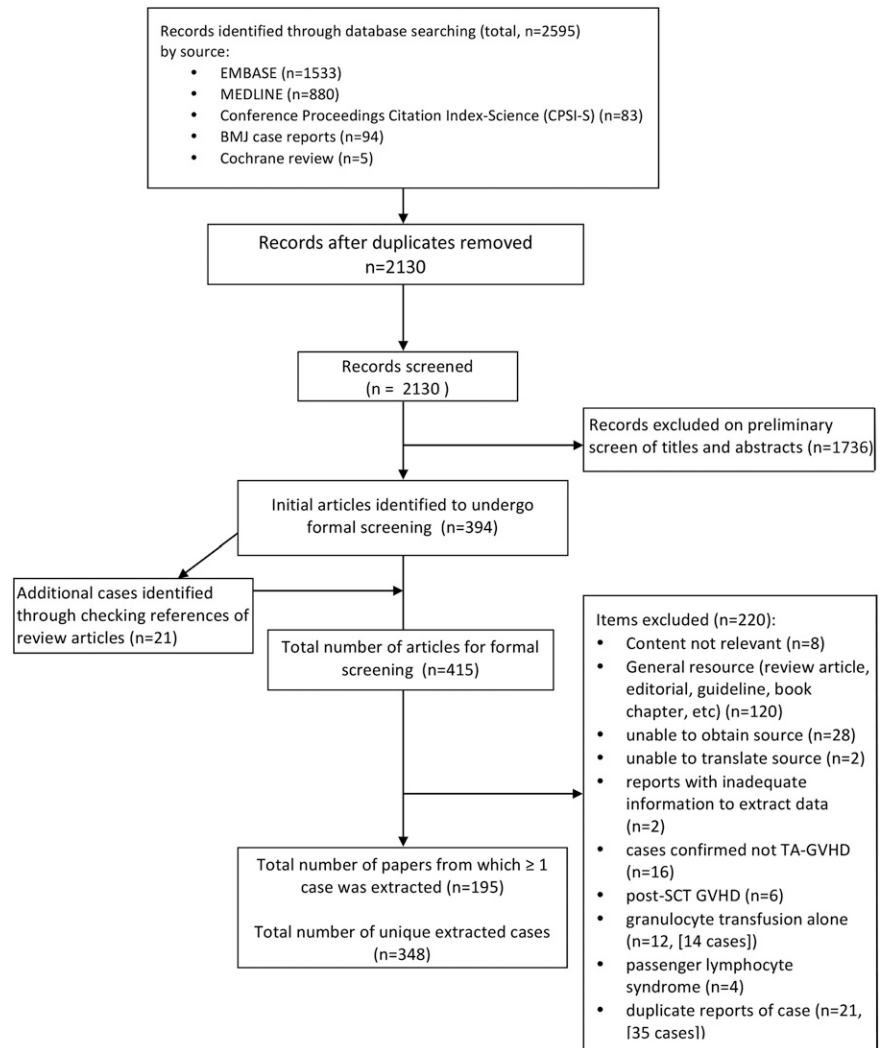 Records identified through database searching (total, n=2595)
by source:
• EMBASE (n=1533)
• MEDLINE (n=880)
• Conference Proceedings Citation Index-Science (CPSI-S) (n=83)
• BMJ case reports (n=94)
• Cochrane review (n=5)
Records after duplicates removed
n=2130
Records screened
(n = 2130 )
Records excluded on preliminary
screen of titles and abstracts (n=1736)
Initial articles identified to undergo
formal screening (n=394)
Additional cases identified
through checking references of
review articles (n=21)
Total number of articles for formal
screening (n=415)
Items excluded (n=220):
• Content not relevant (n=8)
• General resource (review article,
editorial, guideline, book
chapter, etc) (n=120)
• unable to obtain source (n=28)
• unable to translate source (n=2)
• reports with inadequate
information to extract data
(n=2)
• cases confirmed not TA-GVHD
(n=16)
• post-SCT GVHD (n=6)
• granulocyte transfusion alone
(n=12, [14 cases])
• passenger lymphocyte
syndrome (n=4)
• duplicate reports of case (n=21,
[35 cases])
Total number of papers from which ≥ 1
case was extracted (n=195)
Total number of unique extracted cases
(n=348)